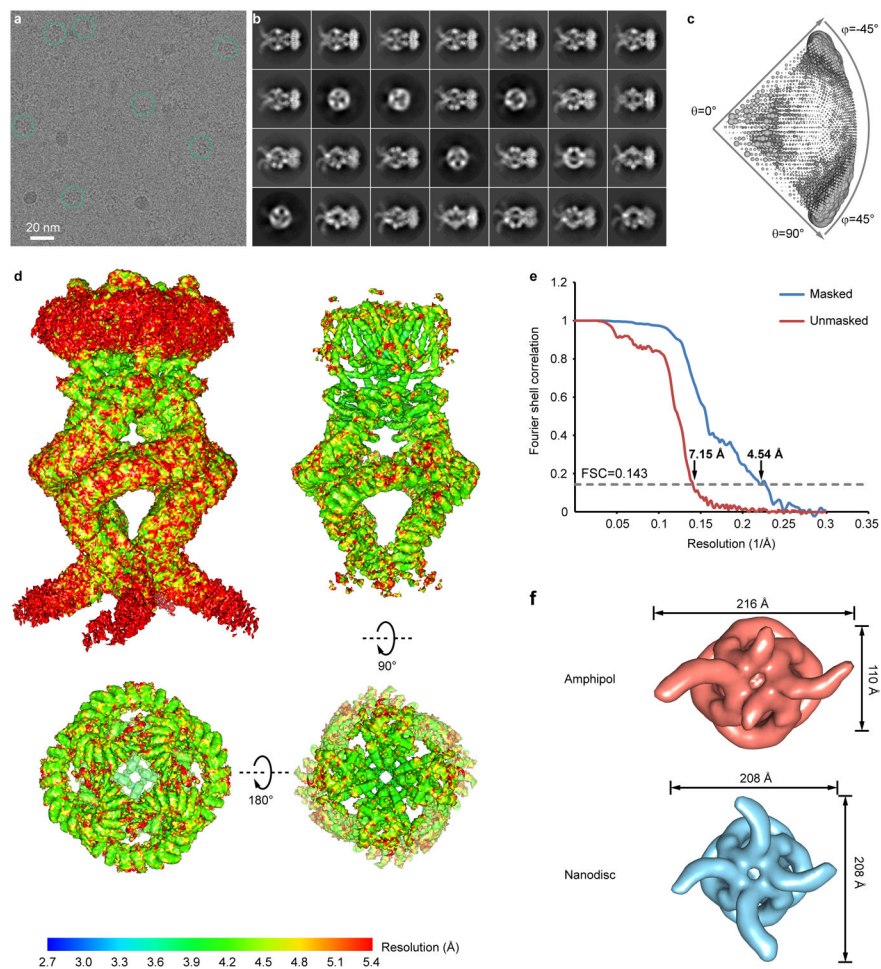 a
20 nm
b
c
φ=-45°
θ=0°
θ=90°
φ=45°
d
90°
180°
2.7 3.0 3.3 3.6 3.9 4.2 4.5 4.8 5.1 5.4
Resolution (Å)
e
1.2
1
0.8
0.6
0.4
0.2
0
Fourier shell correlation
Masked
Unmasked
7.15 Å 4.54 Å
FSC=0.143
0.05 0.1 0.15 0.2 0.25 0.3 0.35
Resolution (1/Å)
f
216 Å
Amphipol
110 Å
208 Å
Nanodisc
208 Å